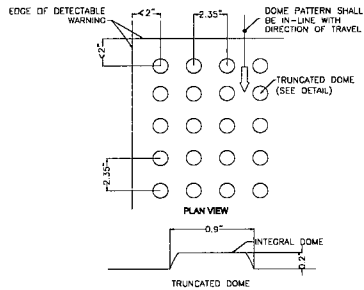 EDGE OF DETECTABLE
WARNING
<2"
2.35"
DOME PATTERN SHALL
BE IN-LINE WITH
DIRECTION OF TRAVEL
<2"
TRUNCATED DOME
(SEE DETAIL)
2.35"
PLAN VIEW
0.9"
INTEGRAL DOME
0.2"
TRUNCATED DOME